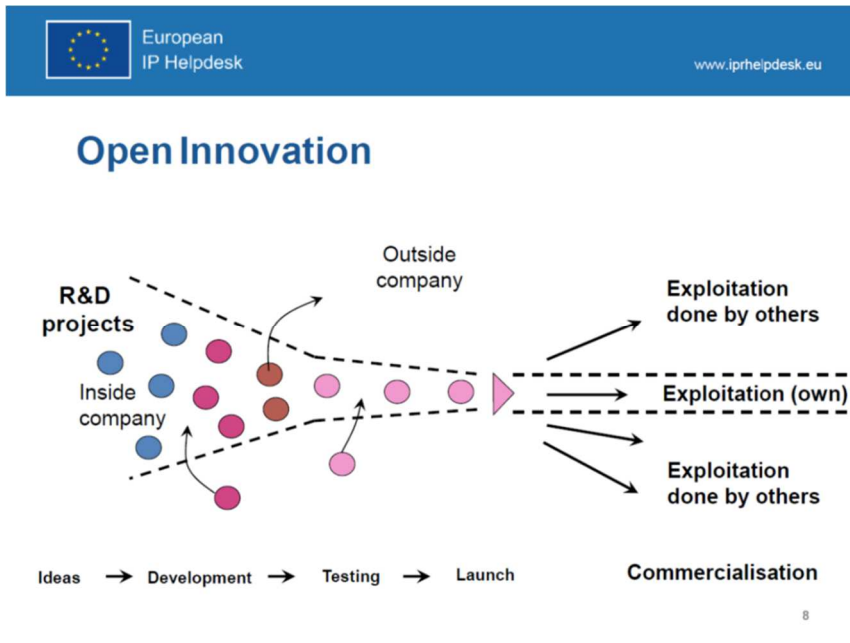 European
IP Helpdesk
www.iprhelpdesk.eu
Open Innovation
Outside
company
R&D
projects
Inside
company
Exploitation
done by others
Exploitation (own)
Exploitation
done by others
Ideas
Development
Testing
Launch
Commercialisation
8